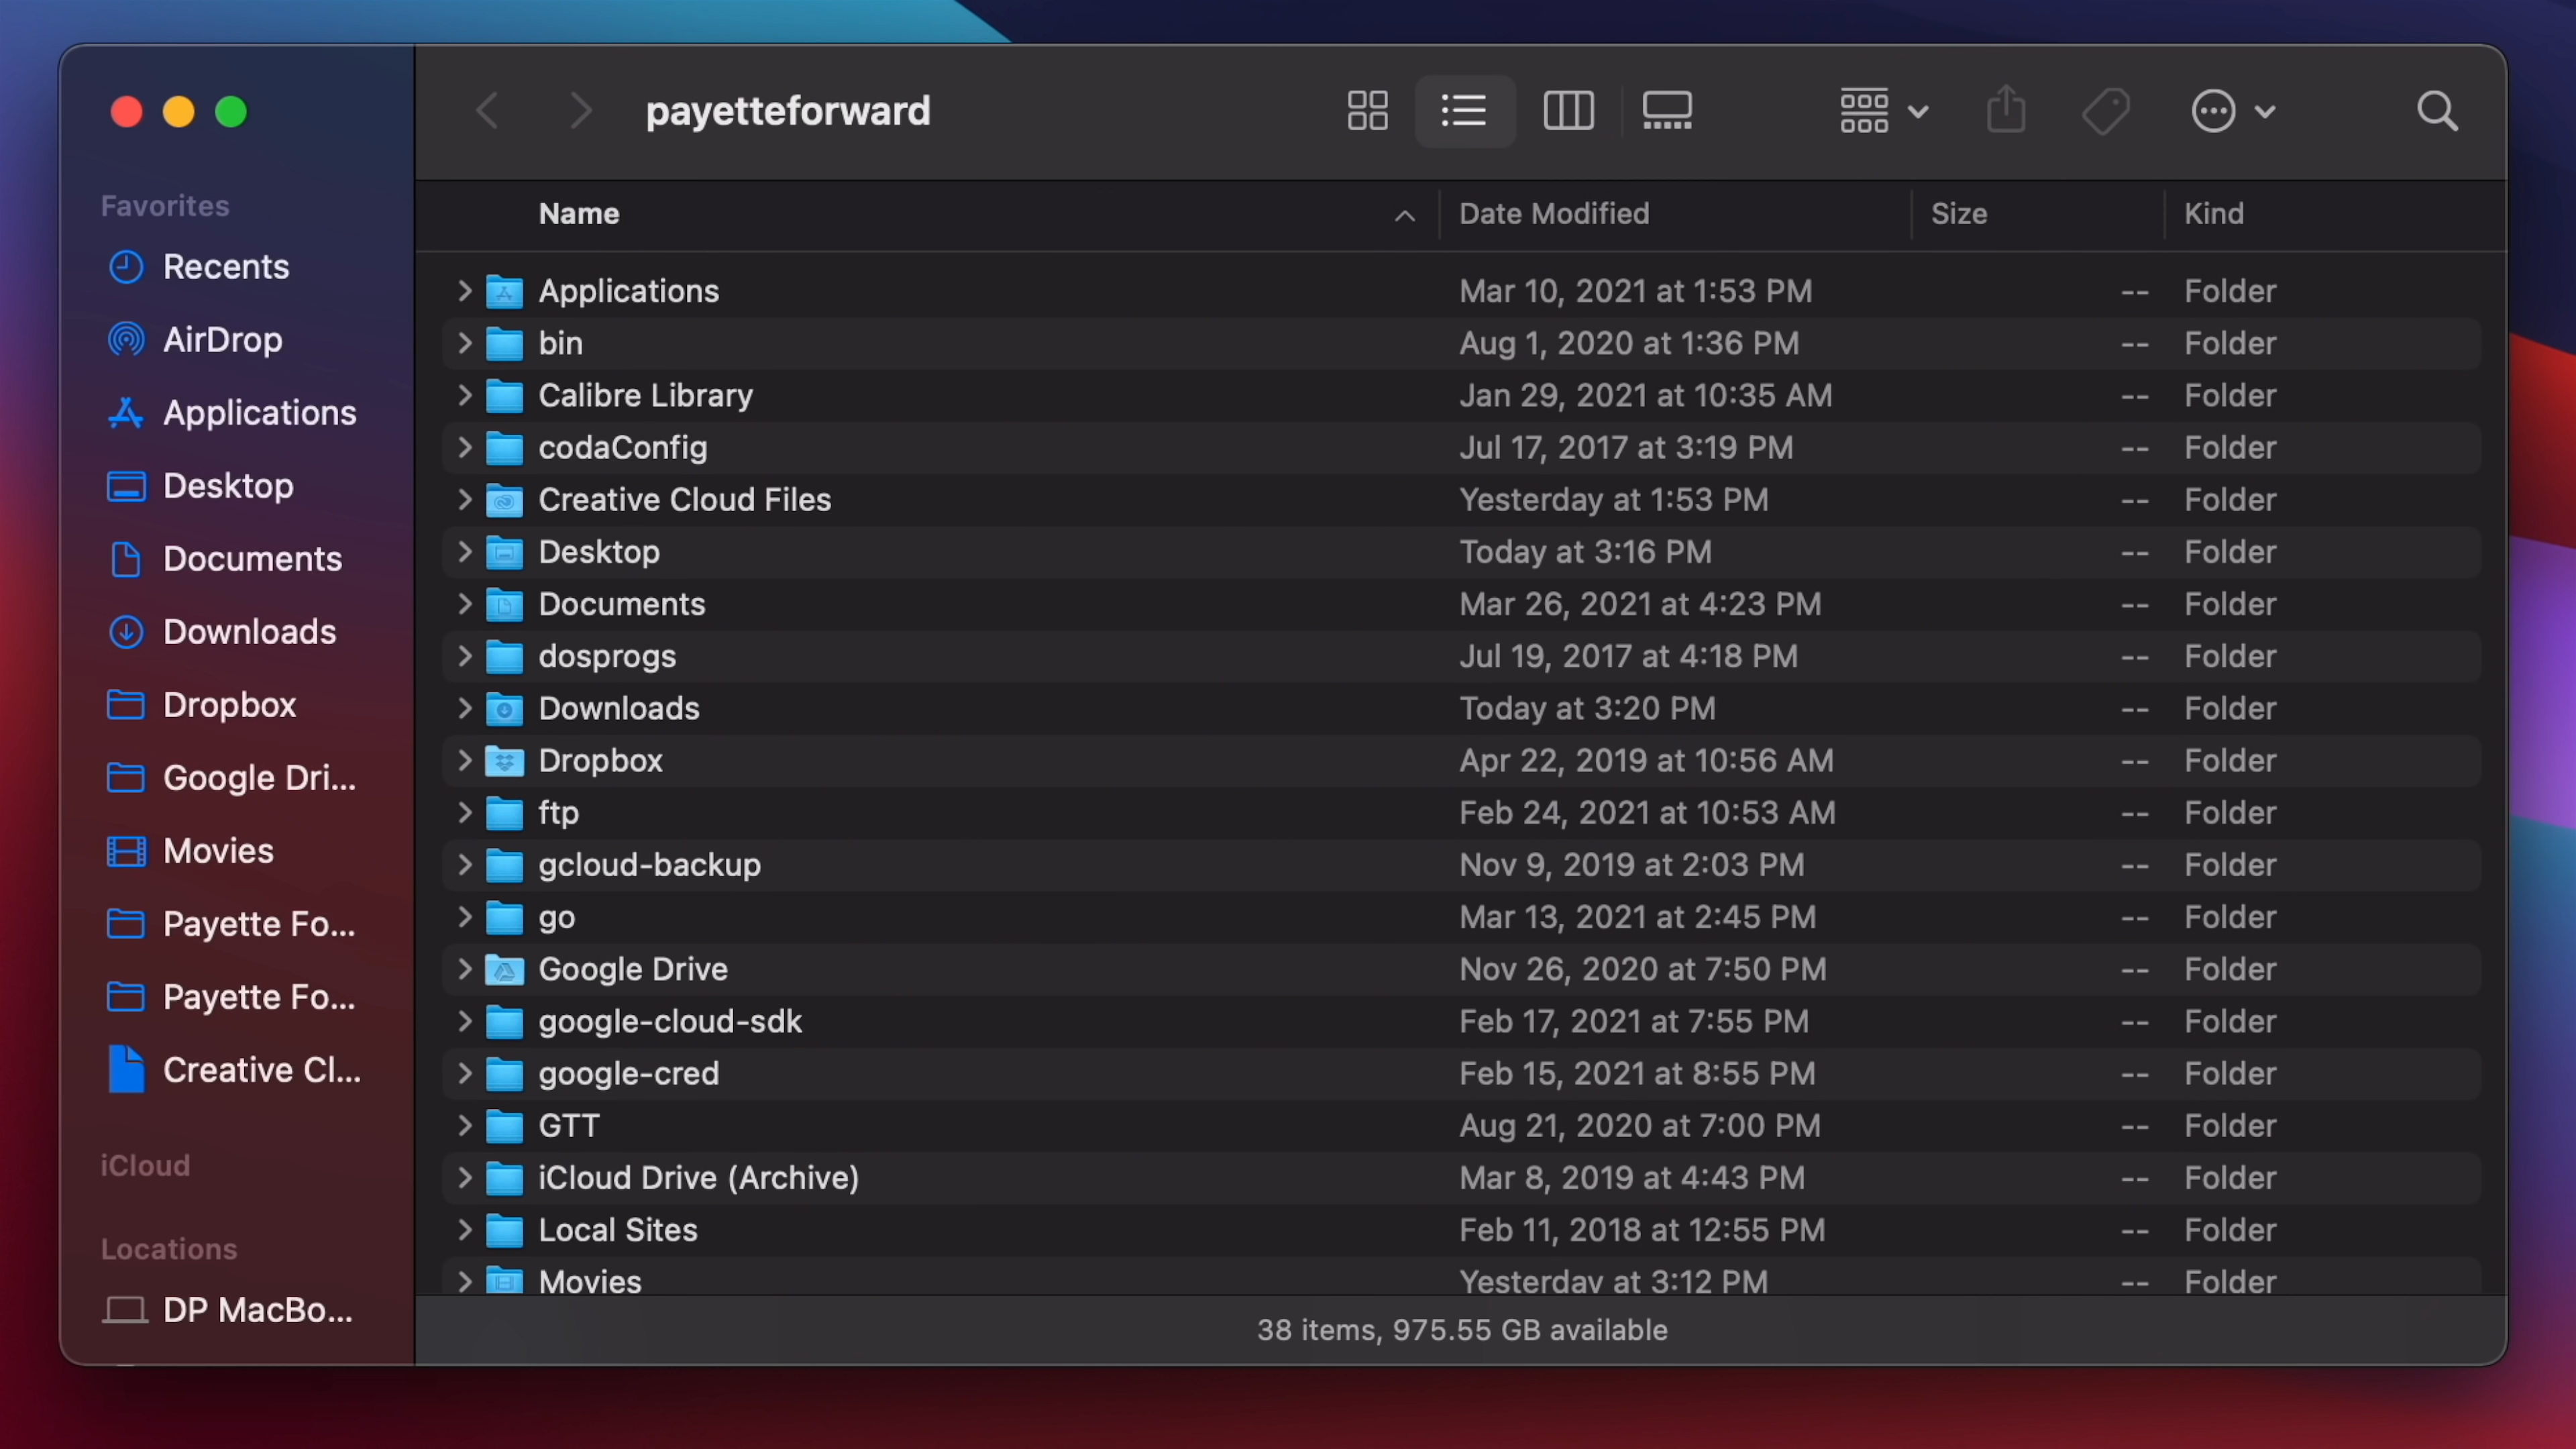 payetteforward
Favorites
Recents
AirDrop
Applications
Desktop
Documents
Downloads
Dropbox
Google Dri...
Movies
Payette Fo...
Payette Fo...
Creative Cl...
iCloud
Locations
DP MacBo...
Name Date Modified Size Kind
Applications Mar 10, 2021 at 1:53 PM -- Folder
bin Aug 1, 2020 at 1:36 PM -- Folder
Calibre Library Jan 29, 2021 at 10:35 AM -- Folder
codaConfig Jul 17, 2017 at 3:19 PM -- Folder
Creative Cloud Files Yesterday at 1:53 PM -- Folder
Desktop Today at 3:16 PM -- Folder
Documents Mar 26, 2021 at 4:23 PM -- Folder
dosprogs Jul 19, 2017 at 4:18 PM -- Folder
Downloads Today at 3:20 PM -- Folder
Dropbox Apr 22, 2019 at 10:56 AM -- Folder
ftp Feb 24, 2021 at 10:53 AM -- Folder
gcloud-backup Nov 9, 2019 at 2:03 PM -- Folder
go Mar 13, 2021 at 2:45 PM -- Folder
Google Drive Nov 26, 2020 at 7:50 PM -- Folder
google-cloud-sdk Feb 17, 2021 at 7:55 PM -- Folder
google-cred Feb 15, 2021 at 8:55 PM -- Folder
GTT Aug 21, 2020 at 7:00 PM -- Folder
iCloud Drive (Archive) Mar 8, 2019 at 4:43 PM -- Folder
Local Sites Feb 11, 2018 at 12:55 PM -- Folder
Movies Yesterday at 3:12 PM -- Folder
38 items, 975.55 GB available